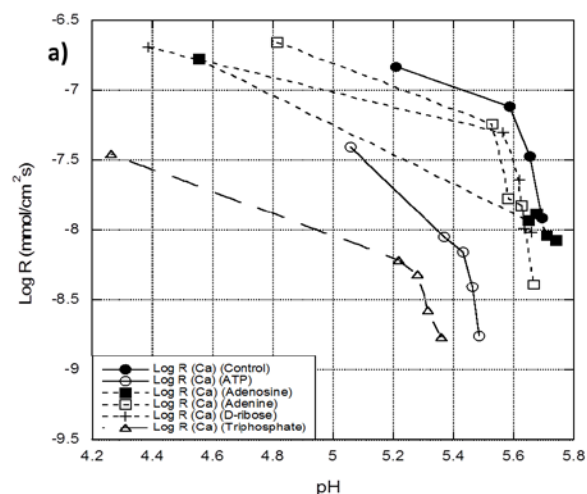 a)
-6.5
-7
-7.5
-8
-8.5
-9
-9.5
Log R (mmol/cm²s)
Log R (Ca) (Control)
Log R (Ca) (ATP)
Log R (Ca) (Adenosine)
Log R (Ca) (Adenine)
Log R (Ca) (D-ribose)
Log R (Ca) (Triphosphate)
4.2 4.4 4.6 4.8 5 5.2 5.4 5.6 5.8
pH